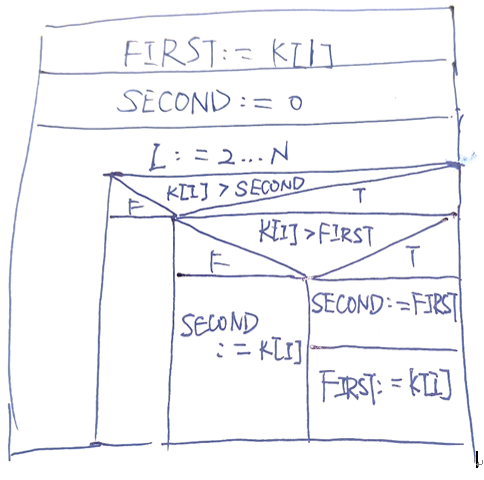 FIRST:= K[1]
SECOND:= 0
I:= 2...N
K[I] > SECOND
F
T
K[I] > FIRST
F
T
SECOND
:= K[I]
SECOND:=FIRST
FIRST:= K[I]